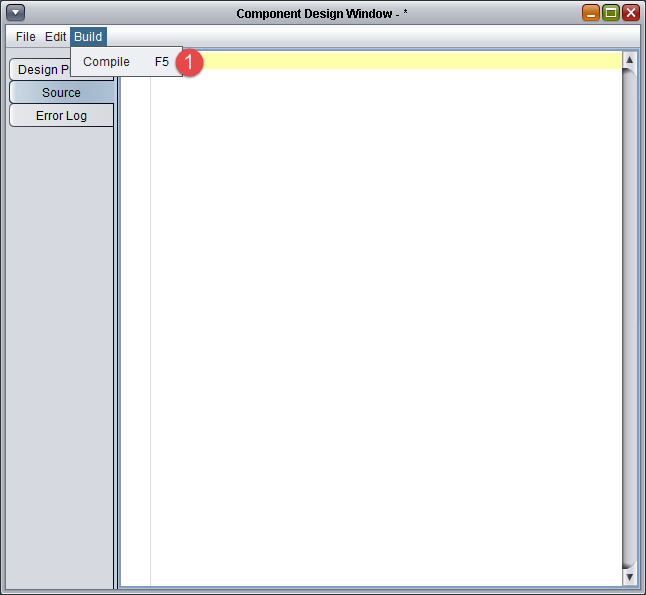 Component Design Window - *
File Edit Build
Compile F5 1
Design P
Source
Error Log